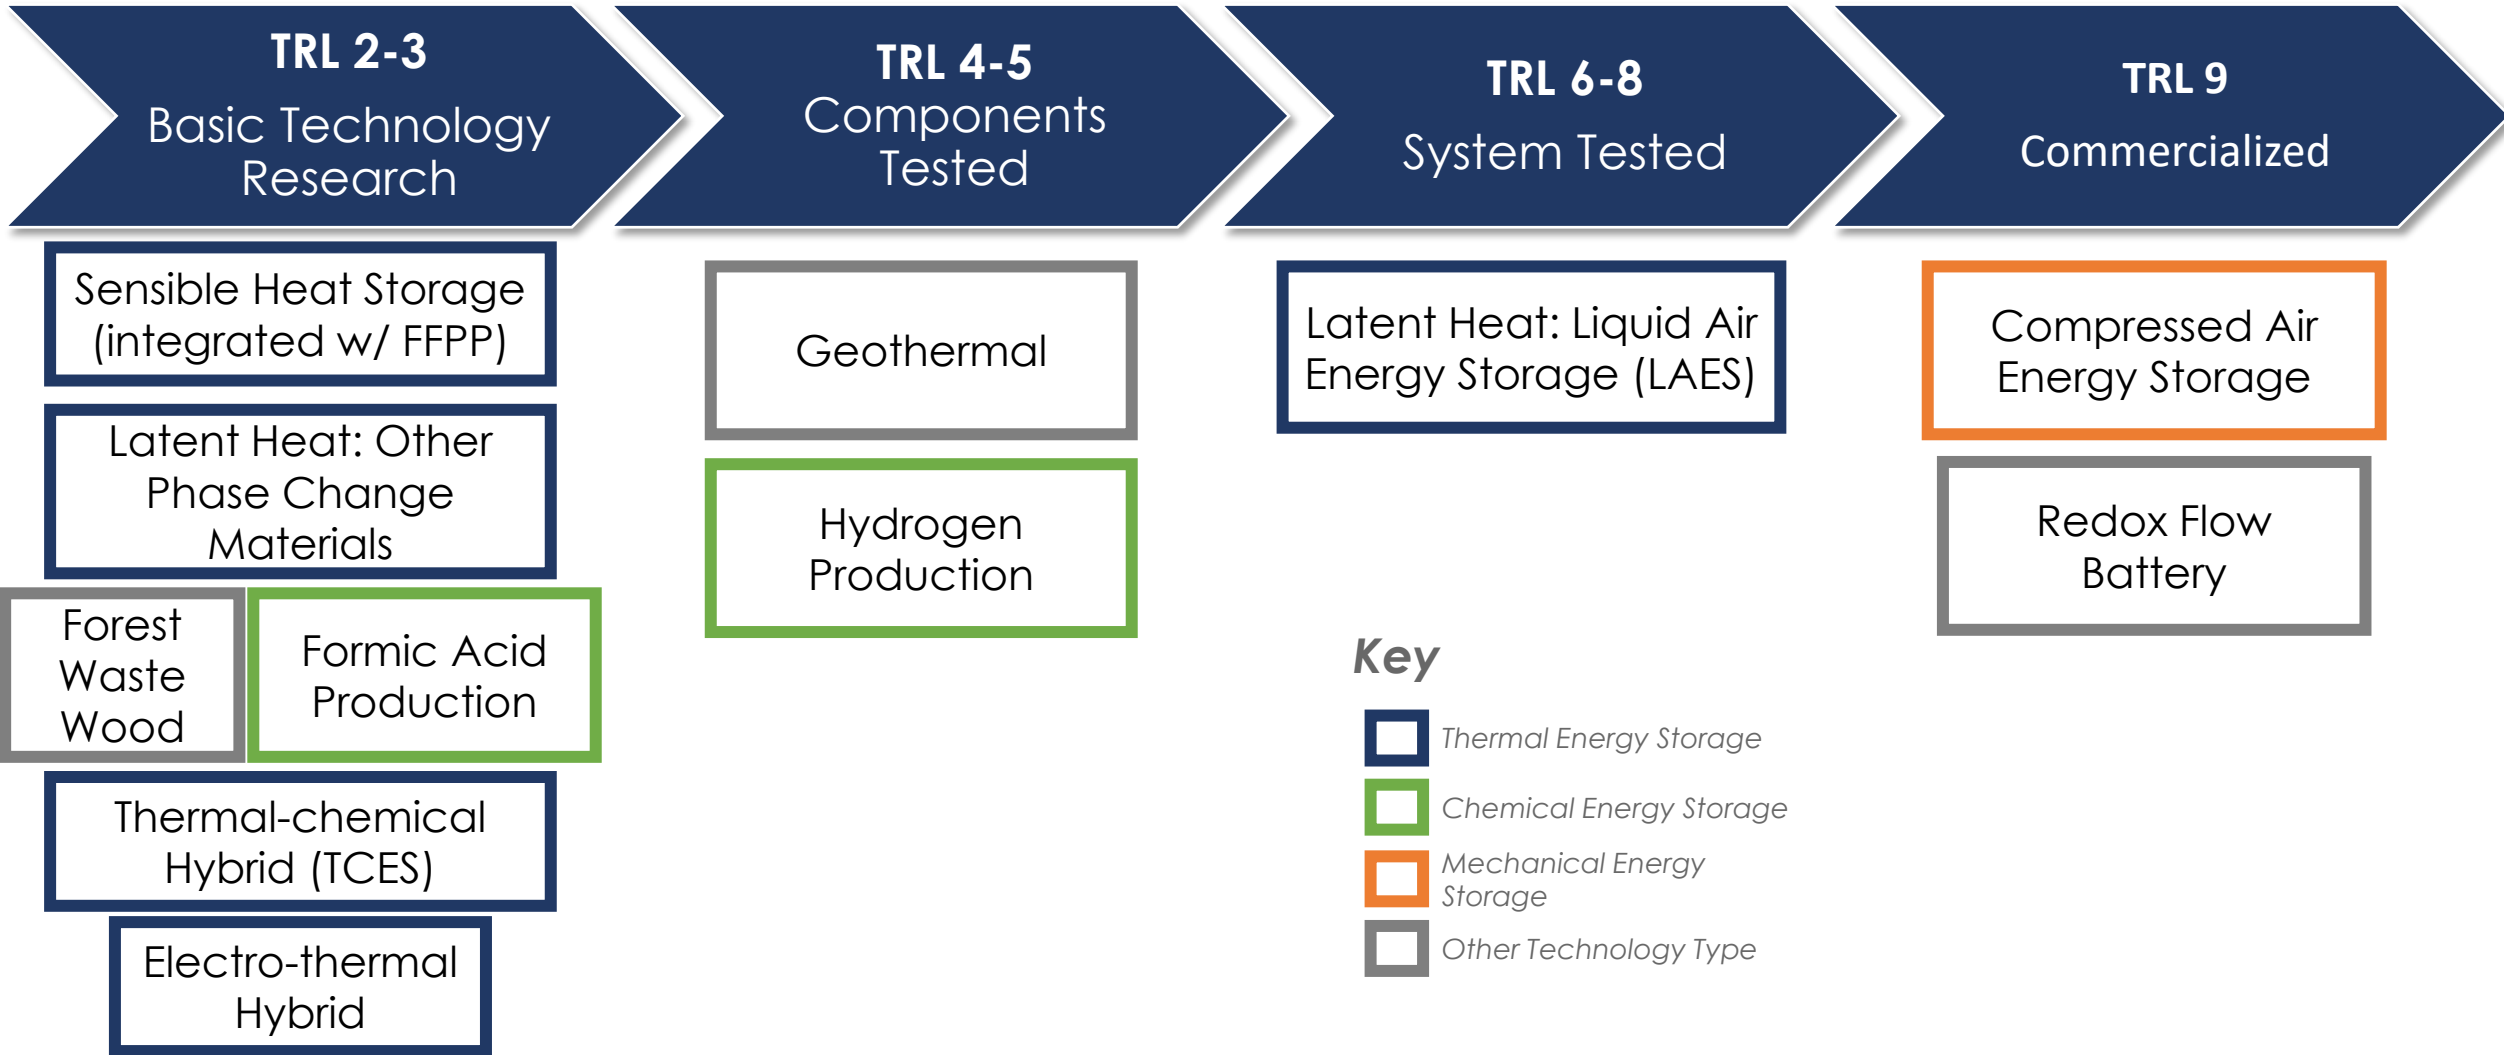 TRL 2-3
Basic Technology
Research
TRL 4-5
Components
Tested
TRL 6-8
System Tested
TRL 9
Commercialized
Sensible Heat Storage
(integrated w/ FFPP)
Latent Heat: Other
Phase Change
Materials
Forest
Waste
Wood
Formic Acid
Production
Thermal-chemical
Hybrid (TCES)
Electro-thermal
Hybrid
Geothermal
Hydrogen
Production
Latent Heat: Liquid Air
Energy Storage (LAES)
Compressed Air
Energy Storage
Redox Flow
Battery
Key
Thermal Energy Storage
Chemical Energy Storage
Mechanical Energy
Storage
Other Technology Type